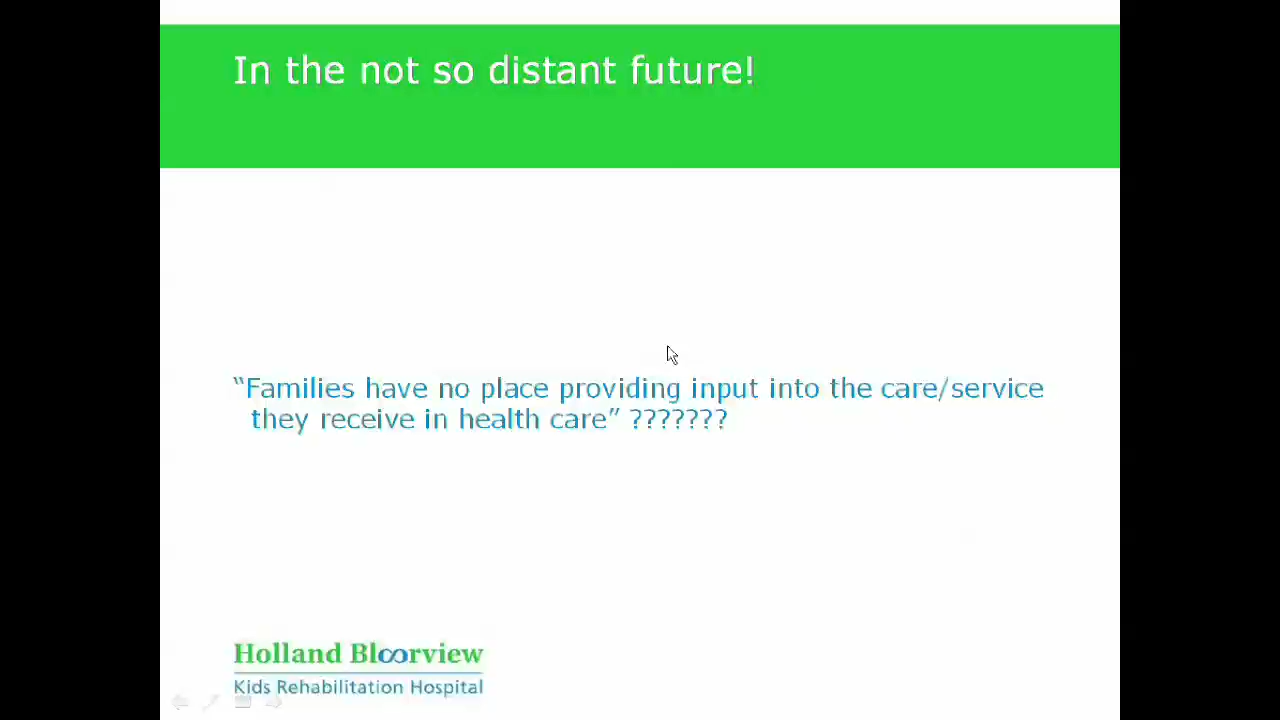 In the not so distant future!
“Families have no place providing input into the care/service
they receive in health care” ???????
Holland Bloorview
Kids Rehabilitation Hospital